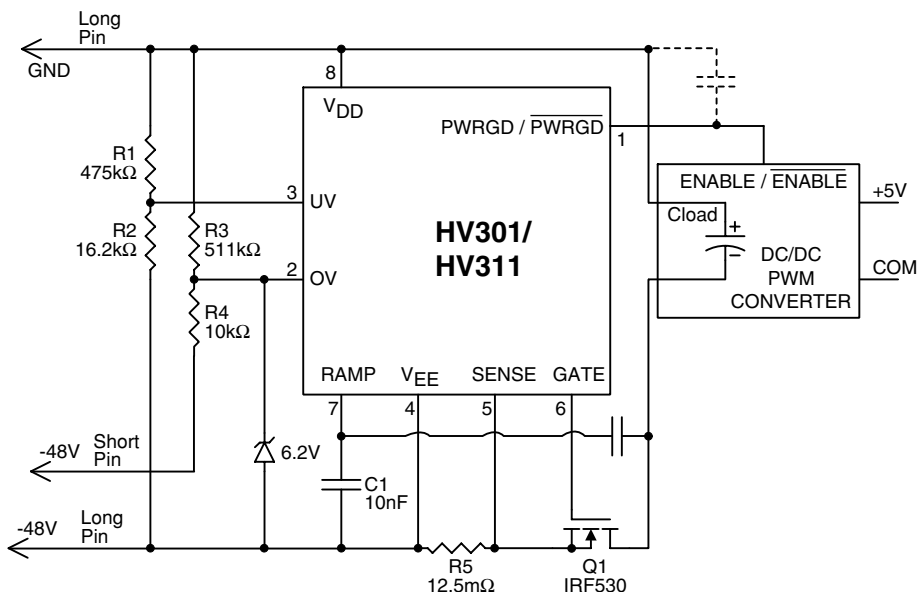 Long
Pin
GND
8
VDD
PWRGD / PWRGD
1
R1
475kΩ
3
UV
ENABLE / ENABLE
+5V
Cload
+
R2
16.2kΩ
R3
511kΩ
HV301/
HV311
–
DC/DC
PWM
CONVERTER
COM
2
OV
R4
10kΩ
RAMP
VEE
SENSE
GATE
7
4
5
6
-48V
Short
Pin
6.2V
C1
10nF
-48V
Long
Pin
R5
12.5mΩ
Q1
IRF530